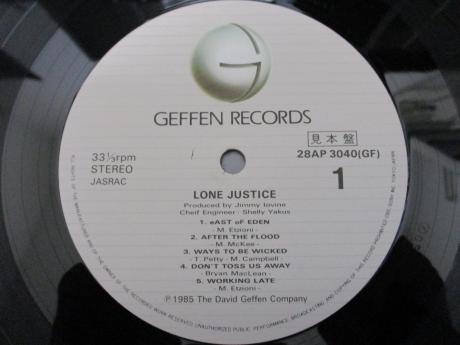 GEFFEN RECORDS
見本盤
33⅓rpm
STEREO
JASRAC
28AP 3040(GF)
1
LONE JUSTICE
Produced by Jimmy Iovine
Cheif Engineer : Shelly Yakus
1. eAST oF EDEN
- M. Etzioni -
2. AFTER THE FLOOD
- M. McKee -
3. WAYS TO BE WICKED
- T. Petty - M. Campbell -
4. DON'T TOSS US AWAY
- Bryan MacLean -
5. WORKING LATE
- M. Etzioni -
℗ 1985 The David Geffen Company